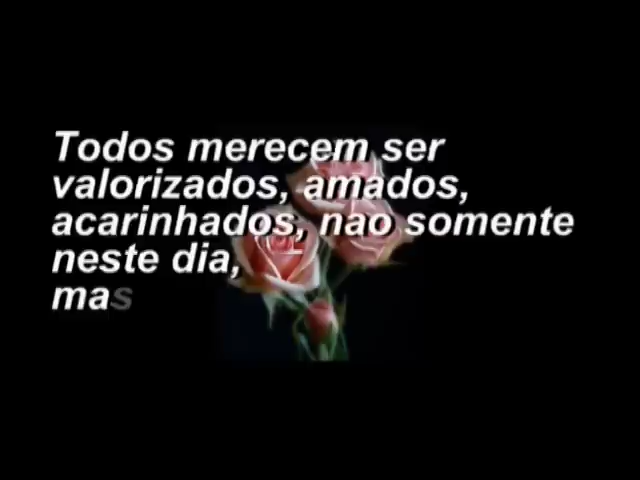 Todos merecem ser
valorizados, amados,
acarinhados, nao somente
neste dia,
mas